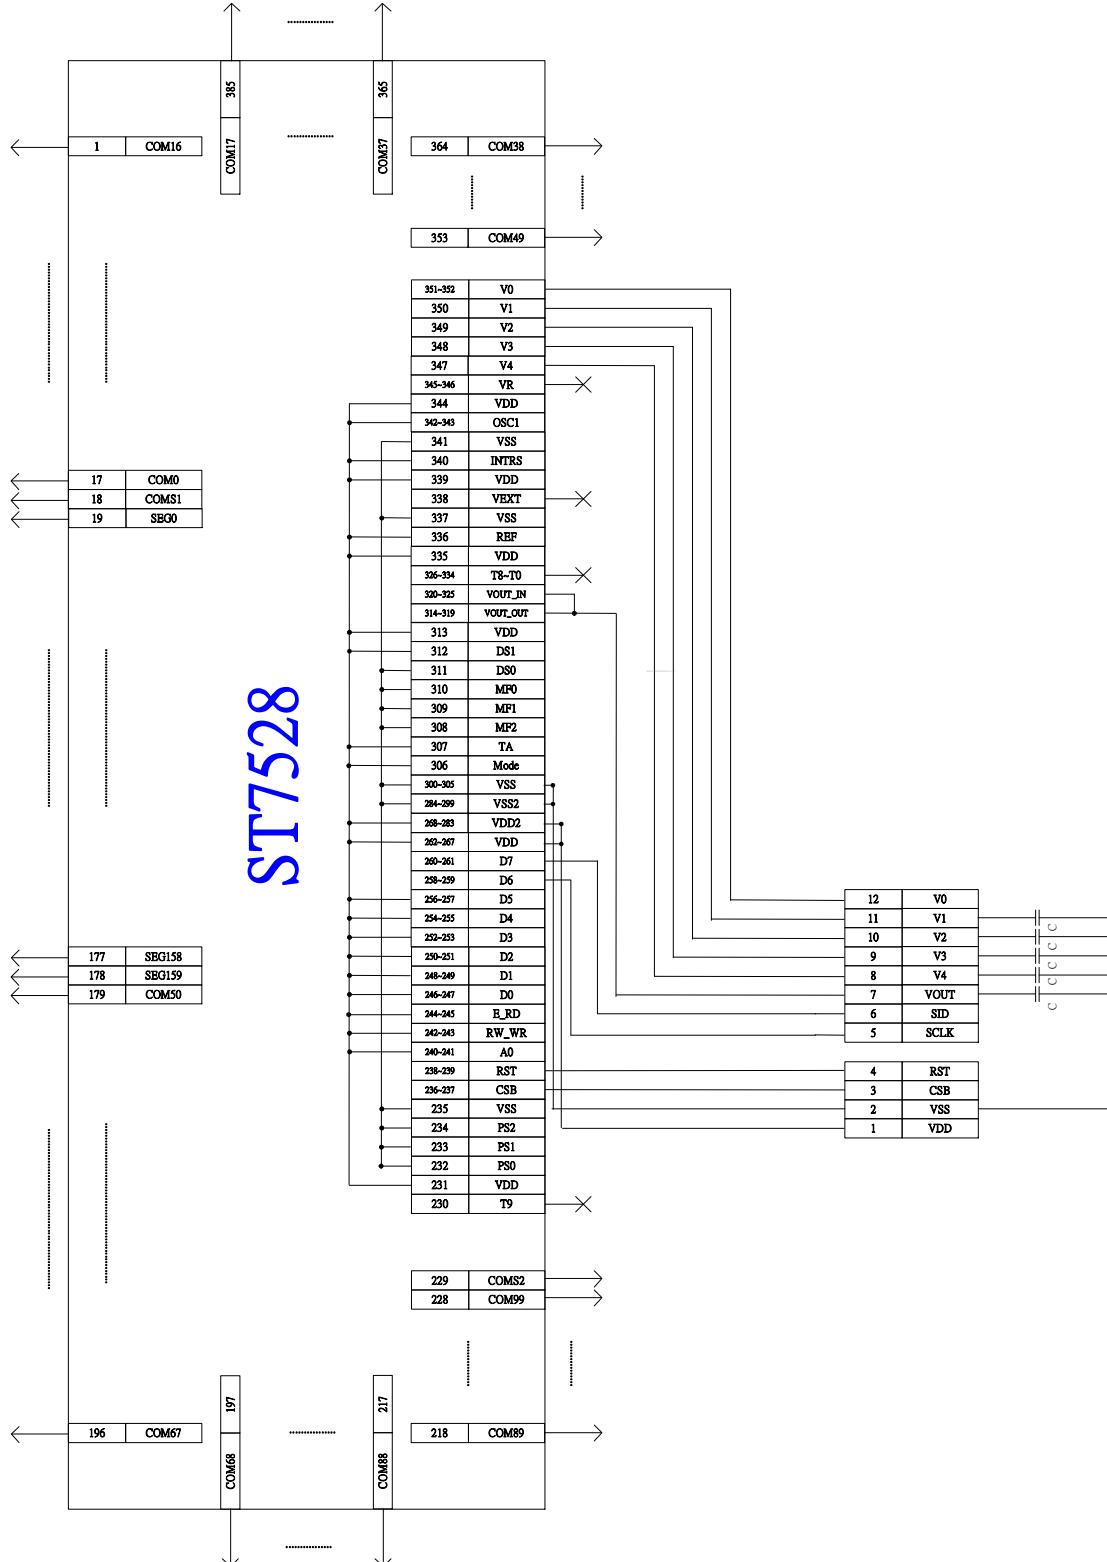 385
COM17
365
COM37
1 COM16
364 COM38
353 COM49
351~352 V0
350 V1
349 V2
348 V3
347 V4
345~346 VR
344 VDD
342~343 OSC1
341 VSS
340 INTRS
339 VDD
338 VEXT
337 VSS
336 REF
335 VDD
326~334 T8~T0
320~325 VOUT_IN
314~319 VOUT_OUT
313 VDD
312 DS1
311 DS0
310 MF0
309 MF1
308 MF2
307 TA
306 Mode
300~305 VSS
284~299 VSS2
268~283 VDD2
262~267 VDD
260~261 D7
258~259 D6
256~257 D5
254~255 D4
252~253 D3
250~251 D2
248~249 D1
246~247 D0
244~245 E_RD
242~243 RW_WR
240~241 A0
238~239 RST
236~237 CSB
235 VSS
234 PS2
233 PS1
232 PS0
231 VDD
230 T9
17 COM0
18 COMS1
19 SEG0
ST7528
177 SEG158
178 SEG159
179 COM50
12 V0
11 V1
C
10 V2
C
9 V3
C
8 V4
C
7 VOUT
C
6 SID
5 SCLK
4 RST
3 CSB
2 VSS
1 VDD
229 COMS2
228 COM99
196 COM67
197
COM68
217
COM88
218 COM89